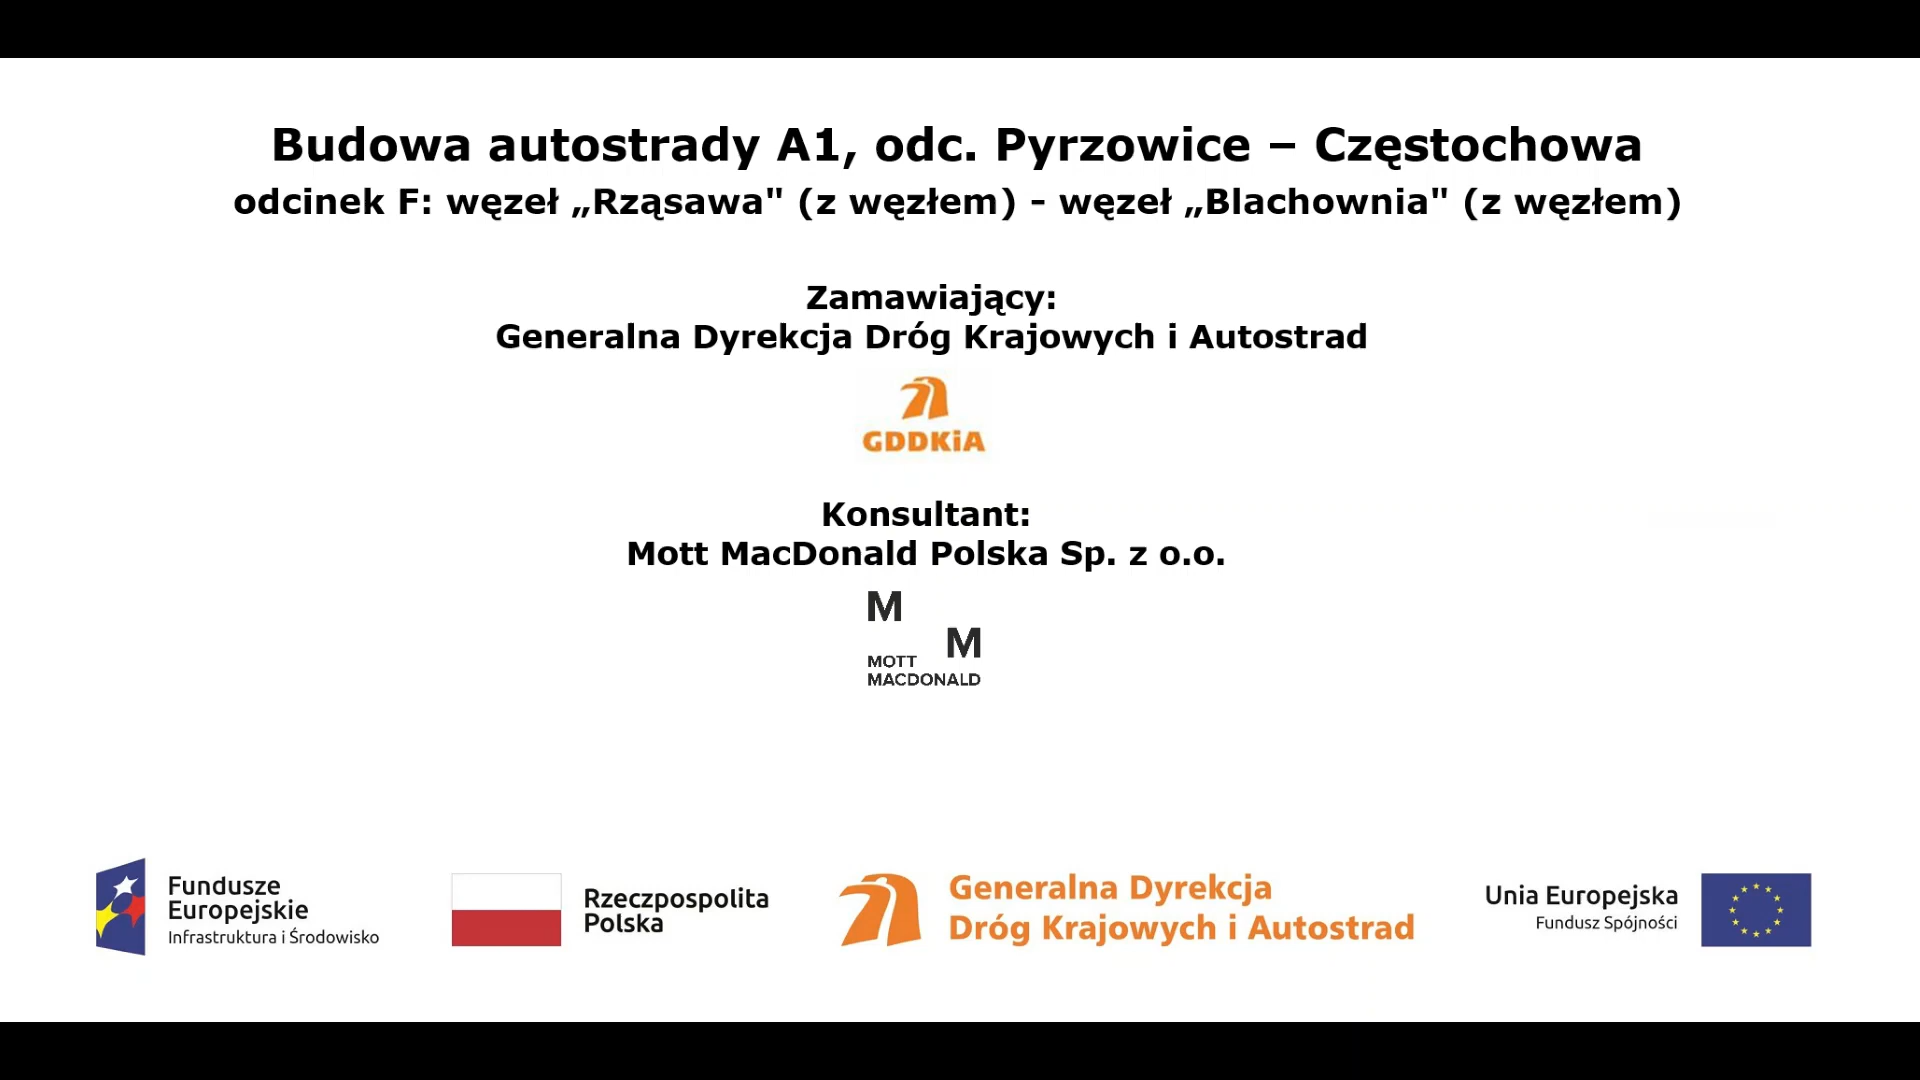 Budowa autostrady A1, odc. Pyrzowice – Częstochowa
odcinek F: węzeł „Rząsawa" (z węzłem) - węzeł „Blachownia" (z węzłem)
Zamawiający:
Generalna Dyrekcja Dróg Krajowych i Autostrad
GDDKiA
Konsultant:
Mott MacDonald Polska Sp. z o.o.
M
M
MOTT
MACDONALD
Fundusze
Europejskie
Infrastruktura i Środowisko
Rzeczpospolita
Polska
Generalna Dyrekcja
Dróg Krajowych i Autostrad
Unia Europejska
Fundusz Spójności